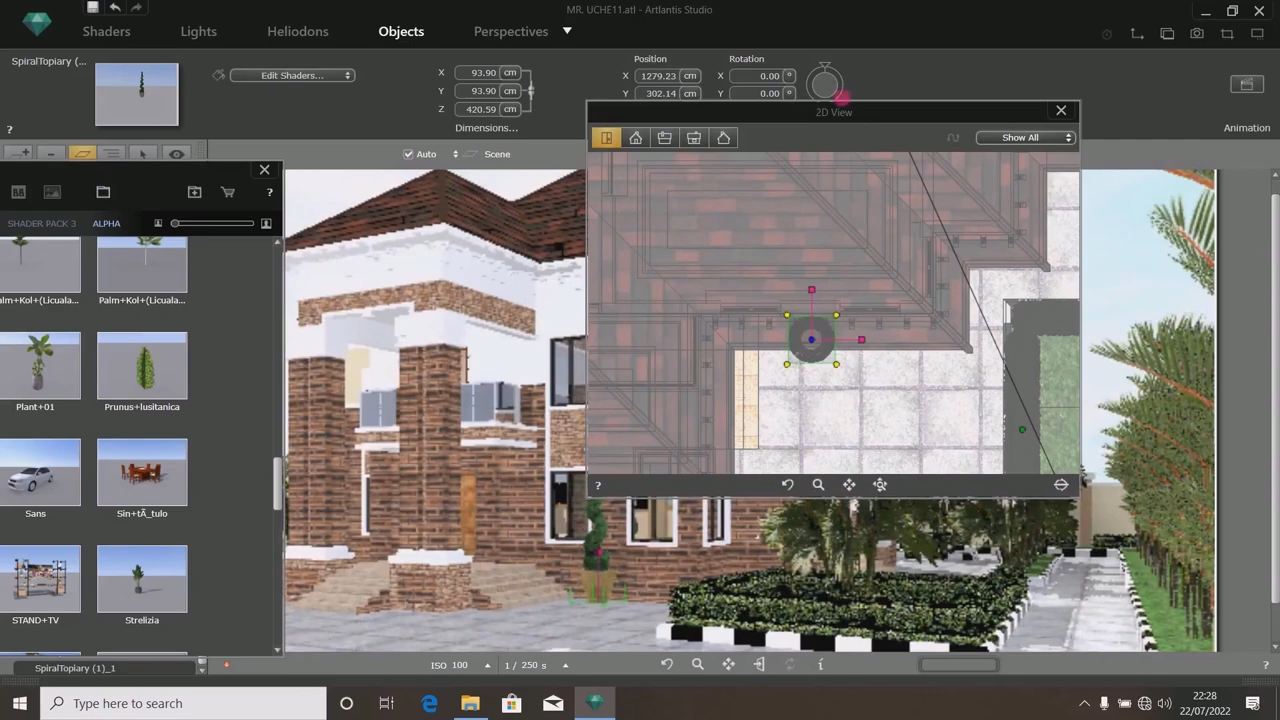 MR. UCHE11.atl - Artlantis Studio
Shaders
Lights
Heliodons
Objects
Perspectives
SpiralTopiary (
Edit Shaders...
X 93.90 cm
Y 93.90 cm
Z 420.59 cm
Dimensions...
Position
X 1279.23 cm
Y 302.14 cm
Rotation
X 0.00 °
Y 0.00 °
Animation
?
Auto
Scene
2D View
Show All
?
?
SHADER PACK 3
ALPHA
Palm+Kol+(Licuala...
Palm+Kol+(Licuala...
Plant+01
Prunus+lusitanica
Sans
Sin+tÃ_tulo
STAND+TV
Strelizia
SpiralTopiary (1)_1
ISO 100
1 / 250 s
?
Type here to search
22:28
22/07/2022